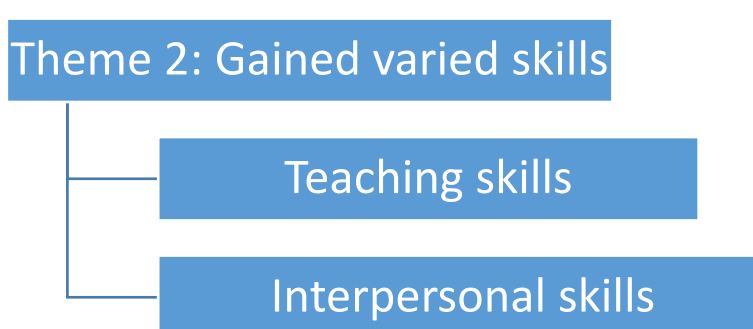 Theme 2: Gained varied skills
Teaching skills
Interpersonal skills